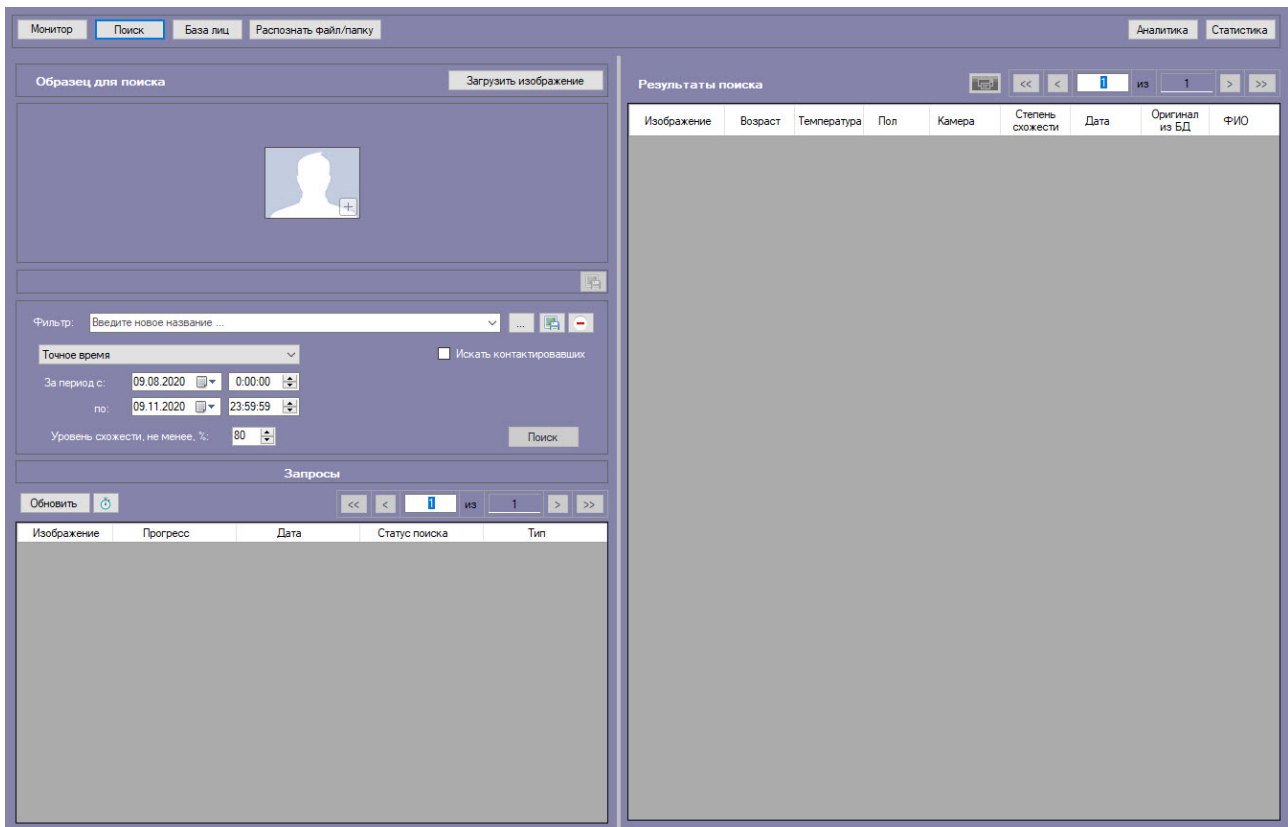 Монитор Поиск База лиц Распознать файл/папку Аналитика Статистика
Образец для поиска Загрузить изображение
Фильтр: Введите новое название ... ...
Точное время Искать контактировавших
За период с: 09.08.2020 0:00:00
по: 09.11.2020 23:59:59
Уровень схожести, не менее, %: 80 Поиск
Запросы
Обновить << < 1 из 1 > >>
Изображение Прогресс Дата Статус поиска Тип
Результаты поиска << < 1 из 1 > >>
Изображение Возраст Температура Пол Камера Степень схожести Дата Оригинал из БД ФИО